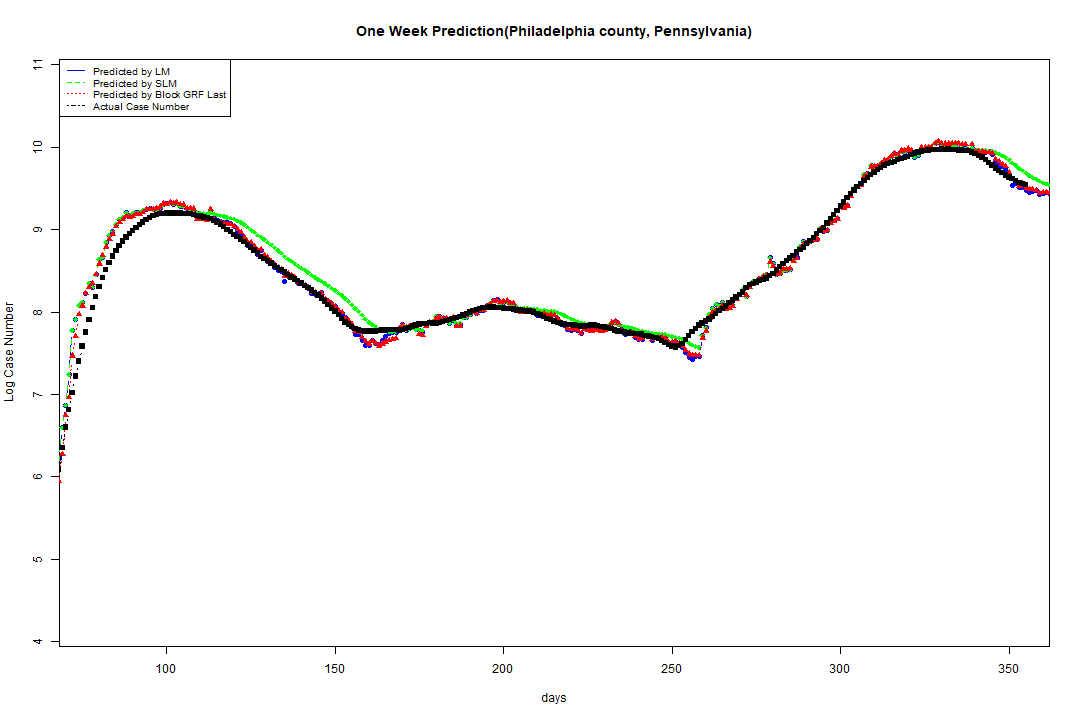 One Week Prediction(Philadelphia county, Pennsylvania)
Predicted by LM
Predicted by SLM
Predicted by Block GRF Last
Actual Case Number
11
10
9
8
7
6
5
4
Log Case Number
100 150 200 250 300 350
days